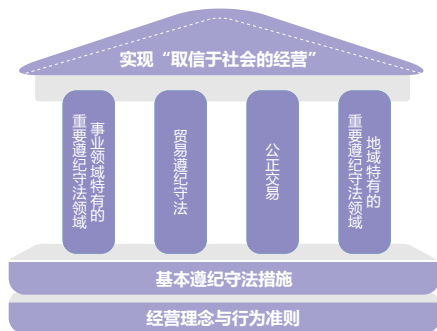 实现“取信于社会的经营”
事业领域特有的
重要遵纪守法领域
贸易遵纪守法
公正交易
地域特有的
重要遵纪守法领域
基本遵纪守法措施
经营理念与行为准则